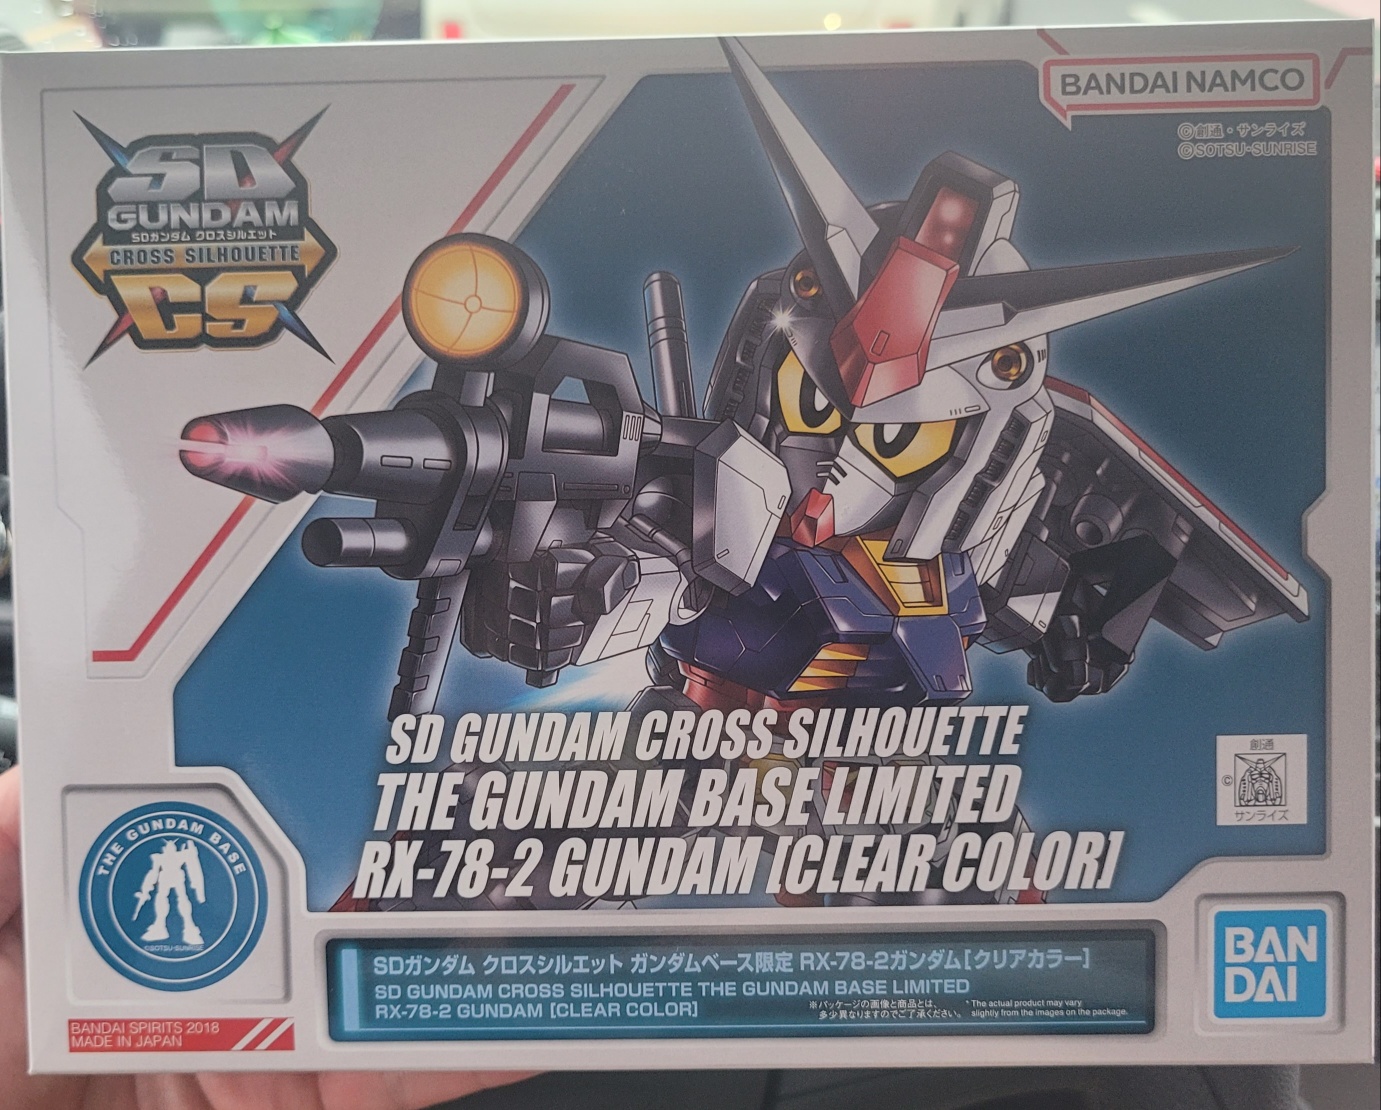 BANDAI NAMCO
©創通・サンライズ
©SOTSU・SUNRISE
SD
GUNDAM
SDガンダム クロスシルエット
CROSS SILHOUETTE
CS
SD GUNDAM CROSS SILHOUETTE
THE GUNDAM BASE LIMITED
RX-78-2 GUNDAM [CLEAR COLOR]
創通
©
サンライズ
THE GUNDAM BASE
©SOTSU・SUNRISE
SDガンダム クロスシルエット ガンダムベース限定 RX-78-2ガンダム[クリアカラー]
SD GUNDAM CROSS SILHOUETTE THE GUNDAM BASE LIMITED
RX-78-2 GUNDAM [CLEAR COLOR]
※パッケージの画像と商品とは、
多少異なりますのでご了承ください。
* The actual product may vary
slightly from the images on the package.
BAN
DAI
BANDAI SPIRITS 2018
MADE IN JAPAN